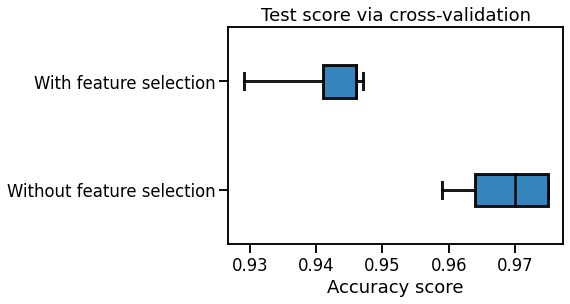 Test score via cross-validation
With feature selection
Without feature selection
0.93 0.94 0.95 0.96 0.97
Accuracy score